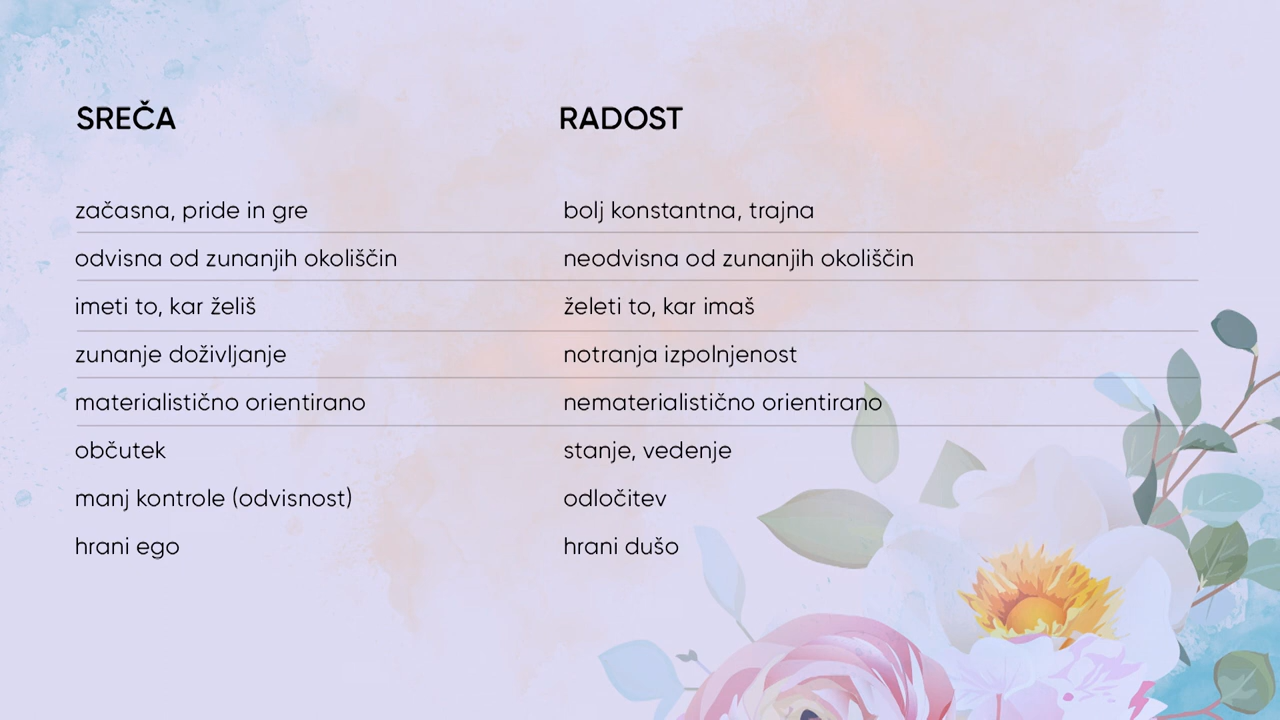 SREČA RADOST
začasna, pride in gre bolj konstantna, trajna
odvisna od zunanjih okoliščin neodvisna od zunanjih okoliščin
imeti to, kar želiš želeti to, kar imaš
zunanje doživljanje notranja izpolnjenost
materialistično orientirano nematerialistično orientirano
občutek stanje, vedenje
manj kontrole (odvisnost) odločitev
hrani ego hrani dušo